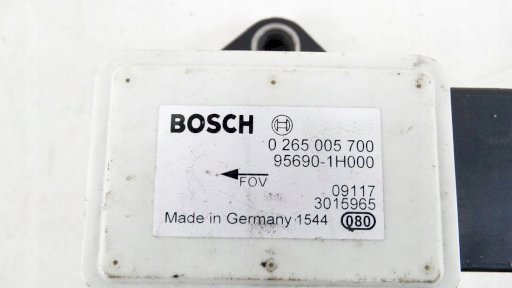 BOSCH
0 265 005 700
95690-1H000
FOV
09117
3015965
Made in Germany 1544 080